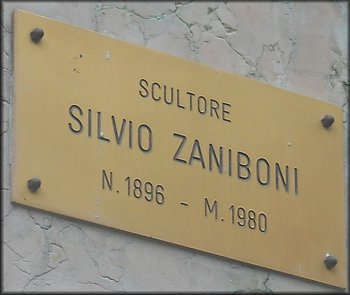 SCULTORE
SILVIO ZANIBONI
N. 1896 - M. 1980